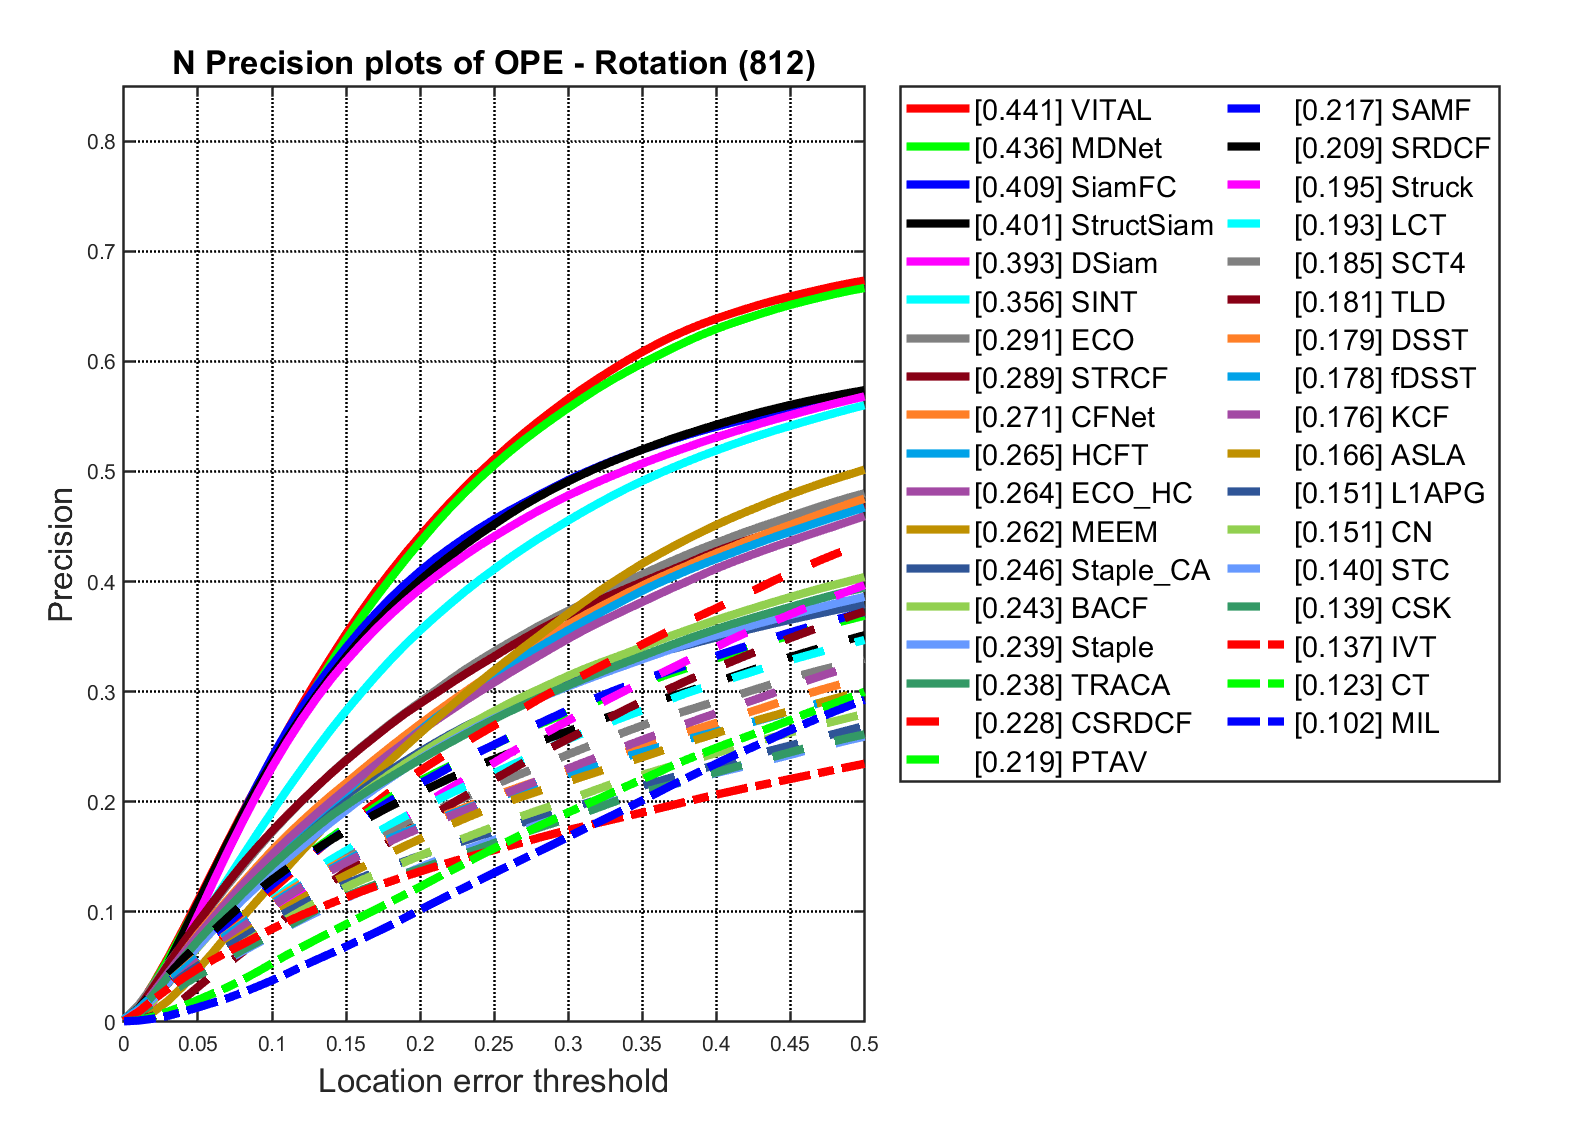 N Precision plots of OPE - Rotation (812)
0.8
0.7
0.6
0.5
0.4
0.3
0.2
0.1
0
Precision
0 0.05 0.1 0.15 0.2 0.25 0.3 0.35 0.4 0.45 0.5
Location error threshold
[0.441] VITAL
[0.436] MDNet
[0.409] SiamFC
[0.401] StructSiam
[0.393] DSiam
[0.356] SINT
[0.291] ECO
[0.289] STRCF
[0.271] CFNet
[0.265] HCFT
[0.264] ECO_HC
[0.262] MEEM
[0.246] Staple_CA
[0.243] BACF
[0.239] Staple
[0.238] TRACA
[0.228] CSRDCF
[0.219] PTAV
[0.217] SAMF
[0.209] SRDCF
[0.195] Struck
[0.193] LCT
[0.185] SCT4
[0.181] TLD
[0.179] DSST
[0.178] fDSST
[0.176] KCF
[0.166] ASLA
[0.151] L1APG
[0.151] CN
[0.140] STC
[0.139] CSK
[0.137] IVT
[0.123] CT
[0.102] MIL